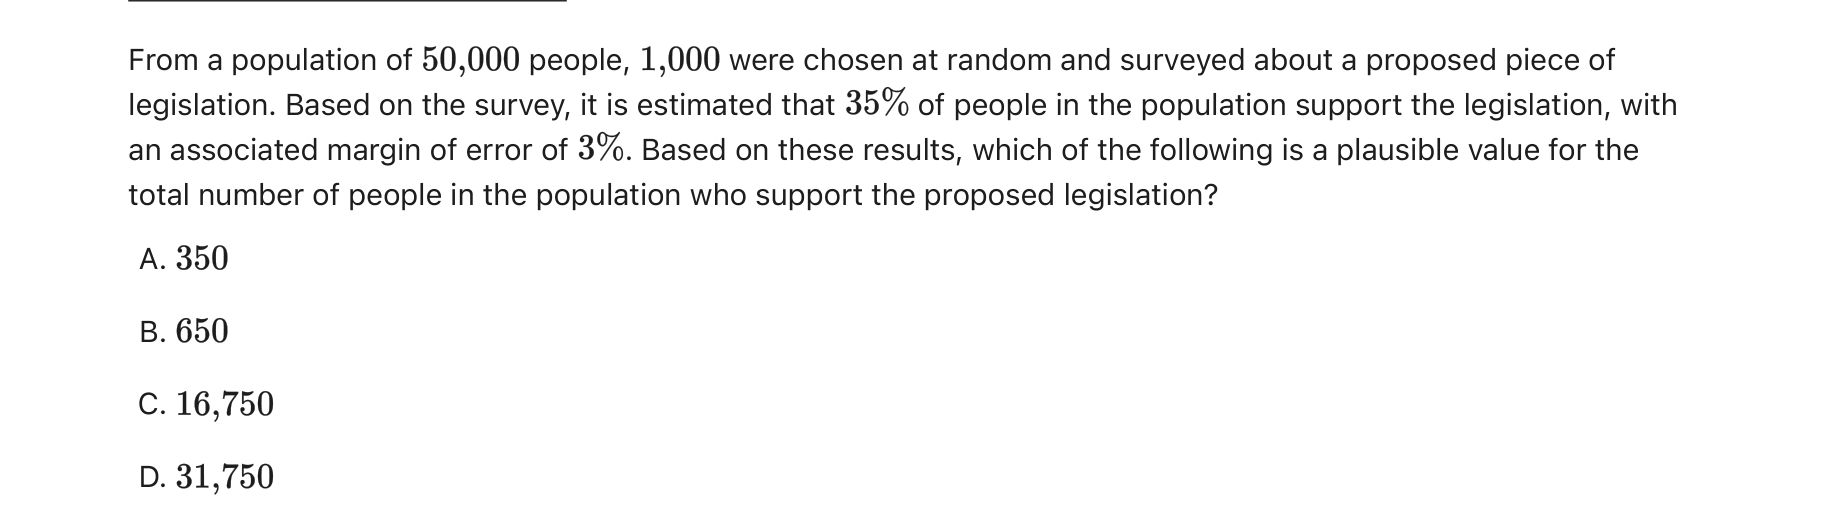 From a population of 50,000 people, 1,000 were chosen at random and surveyed about a proposed piece of
legislation. Based on the survey, it is estimated that 35% of people in the population support the legislation, with
an associated margin of error of 3%. Based on these results, which of the following is a plausible value for the
total number of people in the population who support the proposed legislation?
A. 350
B. 650
C. 16,750
D. 31,750